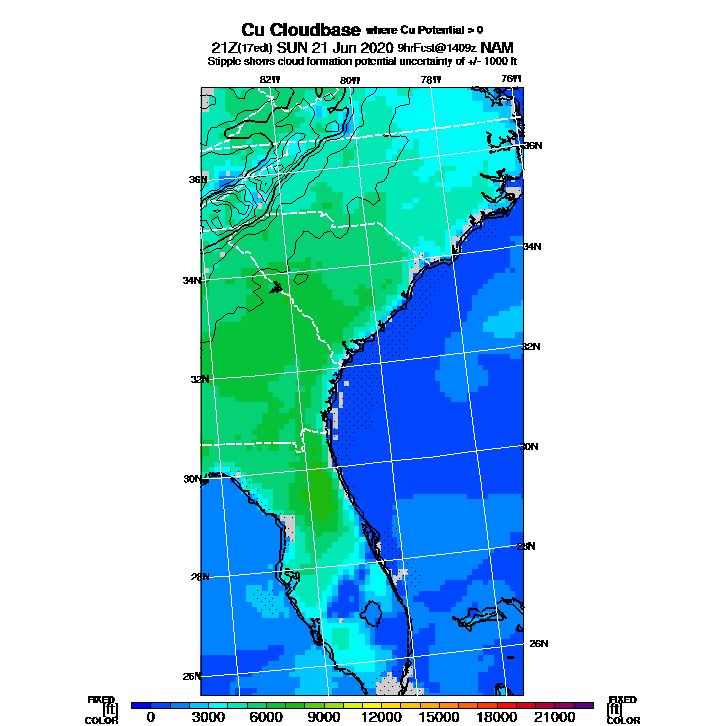 Cu Cloudbase where Cu Potential > 0
21Z(17edt) SUN 21 Jun 2020 9hrFcst@1409z NAM
Stipple shows cloud formation potential uncertainty of +/- 1000 ft
82W 80W 78W 76W
36N
36N
34N
34N
32N
32N
30N
30N
28N
28N
26N
26N
FIXED FIXED
[ft] [ft]
COLOR 0 3000 6000 9000 12000 15000 18000 21000 COLOR